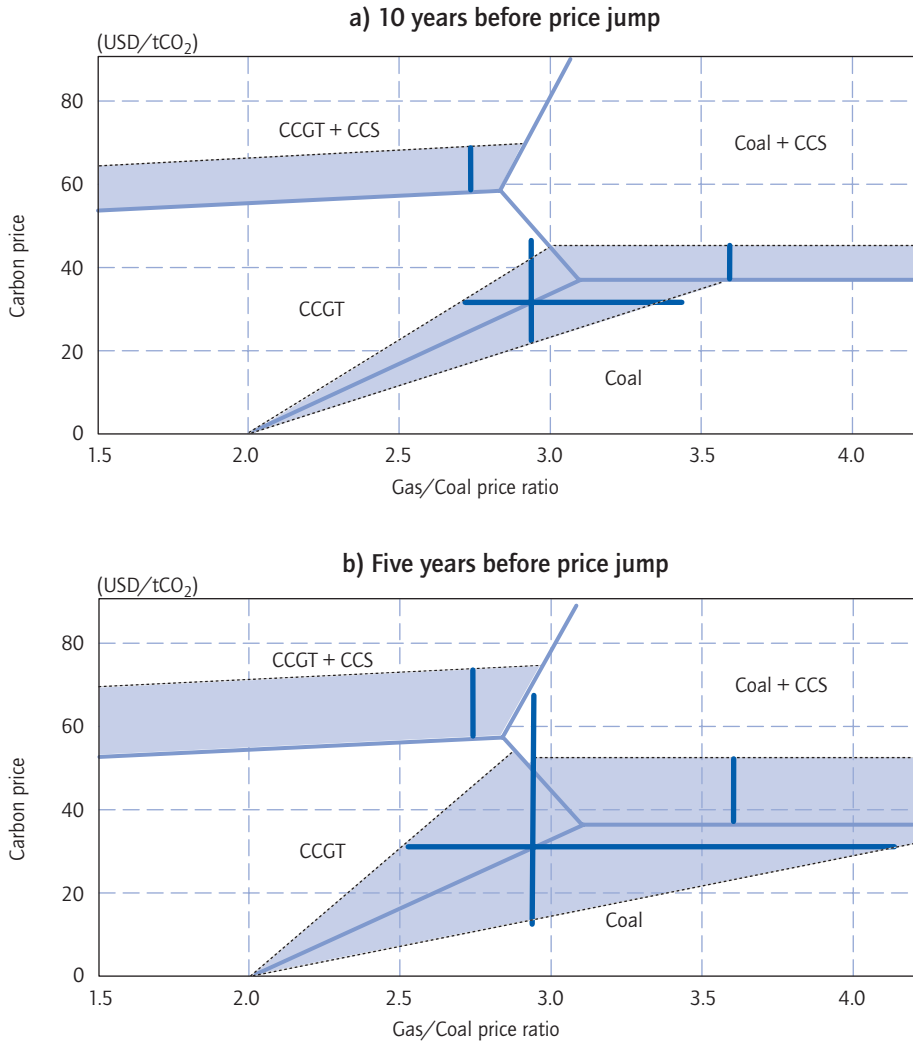 a) 10 years before price jump
(USD/tCO₂)
80
60
40
20
0
Carbon price
CCGT + CCS
Coal + CCS
CCGT
Coal
1.5 2.0 2.5 3.0 3.5 4.0
Gas/Coal price ratio
b) Five years before price jump
(USD/tCO₂)
80
60
40
20
0
Carbon price
CCGT + CCS
Coal + CCS
CCGT
Coal
1.5 2.0 2.5 3.0 3.5 4.0
Gas/Coal price ratio